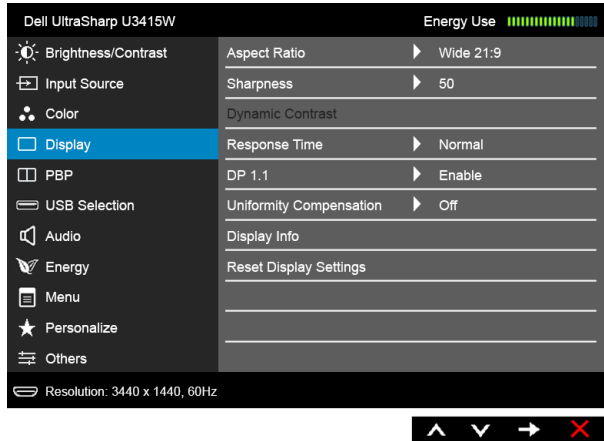 Dell UltraSharp U3415W Energy Use
Brightness/Contrast Aspect Ratio Wide 21:9
Input Source Sharpness 50
Color Dynamic Contrast
Display Response Time Normal
PBP DP 1.1 Enable
USB Selection Uniformity Compensation Off
Audio Display Info
Energy Reset Display Settings
Menu
Personalize
Others
Resolution: 3440 x 1440, 60Hz